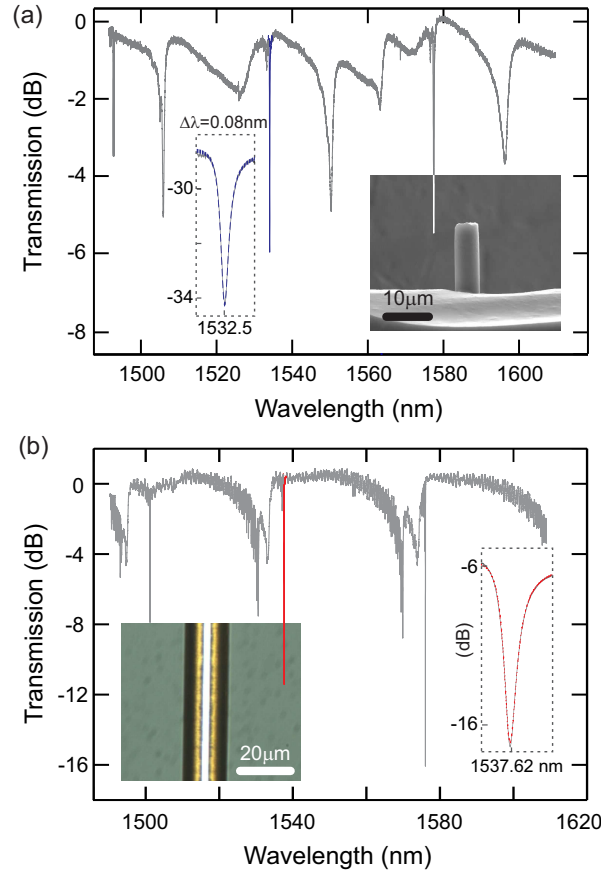 (a)
0
-2
-4
-6
-8
Transmission (dB)
Δλ=0.08nm
-30
-34
1532.5
10μm
1500
1520
1540
1560
1580
1600
Wavelength (nm)
(b)
0
-4
-8
-12
-16
Transmission (dB)
20μm
-6
(dB)
-16
1537.62 nm
1500
1540
1580
1620
Wavelength (nm)